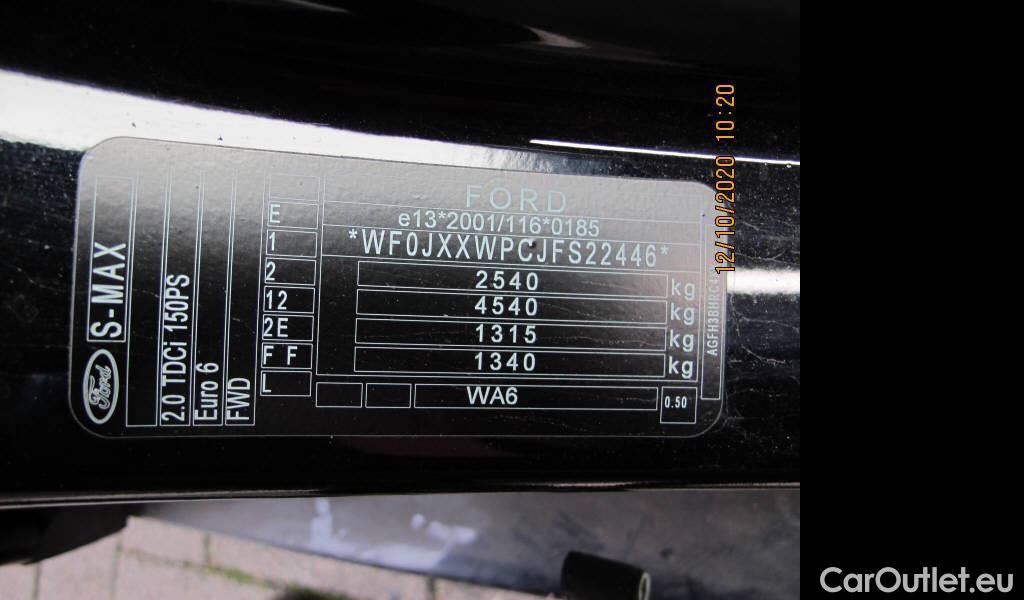 FORD
e13*2001/116*0185
*WF0JXXWPCJFS22446*
2540 kg
4540 kg
1315 kg
1340 kg
WA6
0.50
E
1
2
12
2E
F F
L
Ford
S-MAX
2.0 TDCi 150PS
Euro 6
FWD
12/10/2020 10:20
CarOutlet.eu